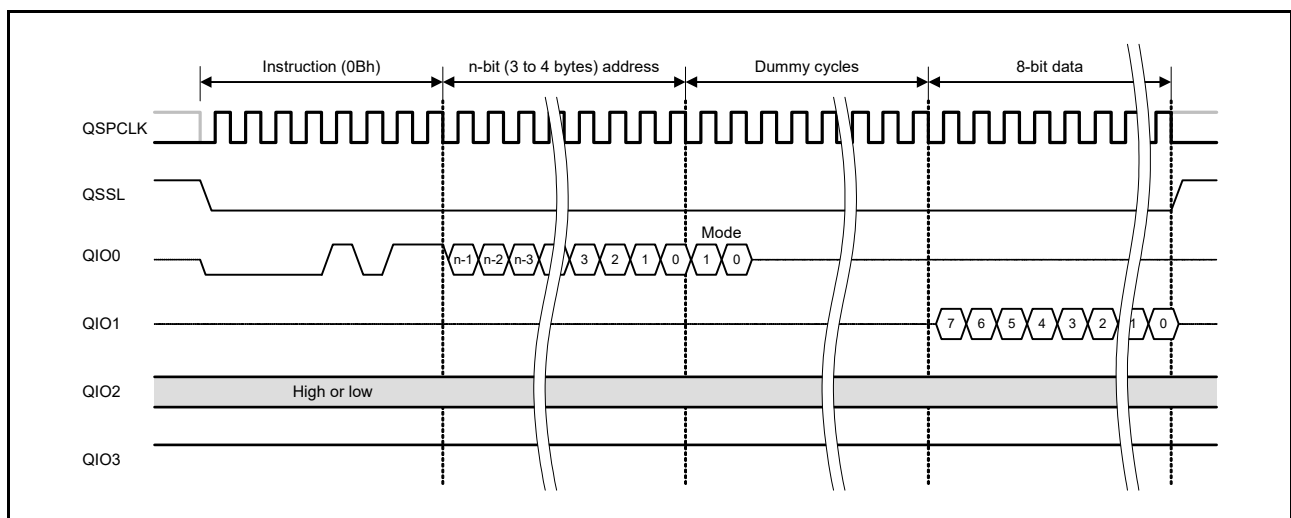 Instruction (0Bh) n-bit (3 to 4 bytes) address Dummy cycles 8-bit data
QSPCLK
QSSL
Mode
QIO0 n-1 n-2 n-3 3 2 1 0 1 0
QIO1 7 6 5 4 3 2 1 0
QIO2 High or low
QIO3